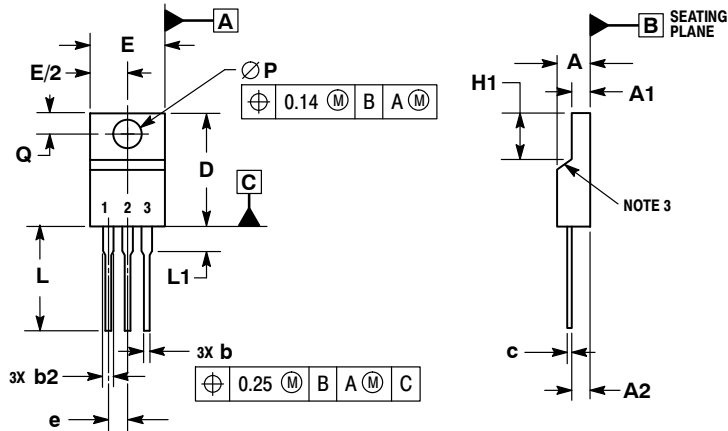 A
E
E/2
∅ P
⌖ 0.14 Ⓜ B A Ⓜ
Q
D
C
1 2 3
L
L1
3X b
3X b2
⌖ 0.25 Ⓜ B A Ⓜ C
e
B SEATING PLANE
A
H1
A1
NOTE 3
c
A2